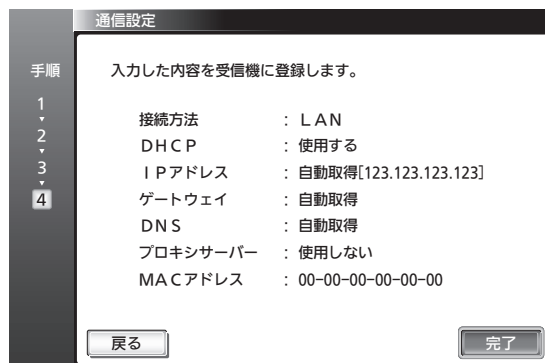 通信設定
手順
1
2
3
4
入力した内容を受信機に登録します。
接続方法 : LAN
DHCP : 使用する
IPアドレス : 自動取得[123.123.123.123]
ゲートウェイ : 自動取得
DNS : 自動取得
プロキシサーバー : 使用しない
MACアドレス : 00-00-00-00-00-00
戻る
完了